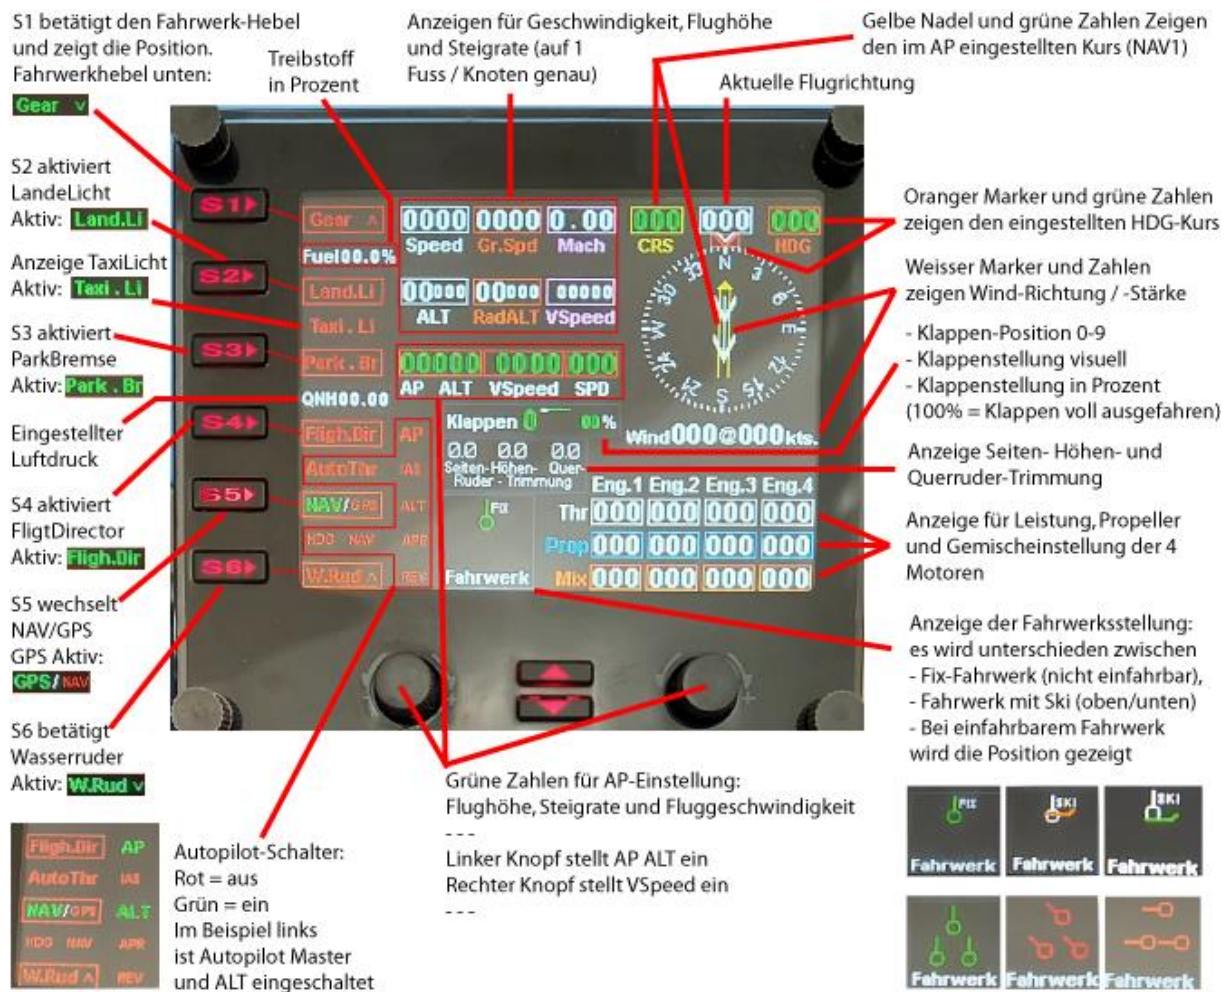 S1 betätigt den Fahrwerk-Hebel
und zeigt die Position.
Fahrwerkhebel unten:
Gear v
Treibstoff
in Prozent
Anzeigen für Geschwindigkeit, Flughöhe
und Steigrate (auf 1
Fuss / Knoten genau)
Gelbe Nadel und grüne Zahlen Zeigen
den im AP eingestellten Kurs (NAV1)
Aktuelle Flugrichtung
S2 aktiviert
LandeLicht
Aktiv: Land.Li
Anzeige TaxiLicht
Aktiv: Taxi . Li
S3 aktiviert
ParkBremse
Aktiv: Park . Br
Eingestellter
Luftdruck
S4 aktiviert
FligtDirector
Aktiv: Fligh.Dir
S5 wechselt
NAV/GPS
GPS Aktiv:
GPS/NAV
S6 betätigt
Wasserruder
Aktiv: W.Rud v
S1
S2
S3
S4
S5
S6
Gear ^
Fuel00.0%
Land.Li
Taxi . Li
Park . Br
QNH00.00
Fligh.Dir AP
AutoThr IAS
NAV/GPS ALT
HDG NAV APR
W.Rud ^ REV
0000 0000 0.00
Speed Gr.Spd Mach
00000 00000 00000
ALT RadALT VSpeed
00000 0000 000
AP ALT VSpeed SPD
000 000 000
CRS HDG
N 3 6 E 12 15 S 21 24 W 30 33
Klappen 0 00%
Wind000@000kts.
0.0 0.0 0.0
Seiten- Höhen- Quer-
Ruder - Trimmung
Eng.1 Eng.2 Eng.3 Eng.4
Thr 000 000 000 000
Prop 000 000 000 000
Mix 000 000 000 000
FIX
Fahrwerk
Oranger Marker und grüne Zahlen
zeigen den eingestellten HDG-Kurs
Weisser Marker und Zahlen
zeigen Wind-Richtung / -Stärke
- Klappen-Position 0-9
- Klappenstellung visuell
- Klappenstellung in Prozent
(100% = Klappen voll ausgefahren)
Anzeige Seiten- Höhen- und
Querruder-Trimmung
Anzeige für Leistung, Propeller
und Gemischeinstellung der 4
Motoren
Anzeige der Fahrwerksstellung:
es wird unterschieden zwischen
- Fix-Fahrwerk (nicht einfahrbar),
- Fahrwerk mit Ski (oben/unten)
- Bei einfahrbarem Fahrwerk
wird die Position gezeigt
Grüne Zahlen für AP-Einstellung:
Flughöhe, Steigrate und Fluggeschwindigkeit
- - -
Linker Knopf stellt AP ALT ein
Rechter Knopf stellt VSpeed ein
- - -
Fligh.Dir AP
AutoThr IAS
NAV/GPS ALT
HDG NAV APR
W.Rud ^ REV
Autopilot-Schalter:
Rot = aus
Grün = ein
Im Beispiel links
ist Autopilot Master
und ALT eingeschaltet
FIX SKI SKI
Fahrwerk Fahrwerk Fahrwerk
Fahrwerk Fahrwerk Fahrwerk